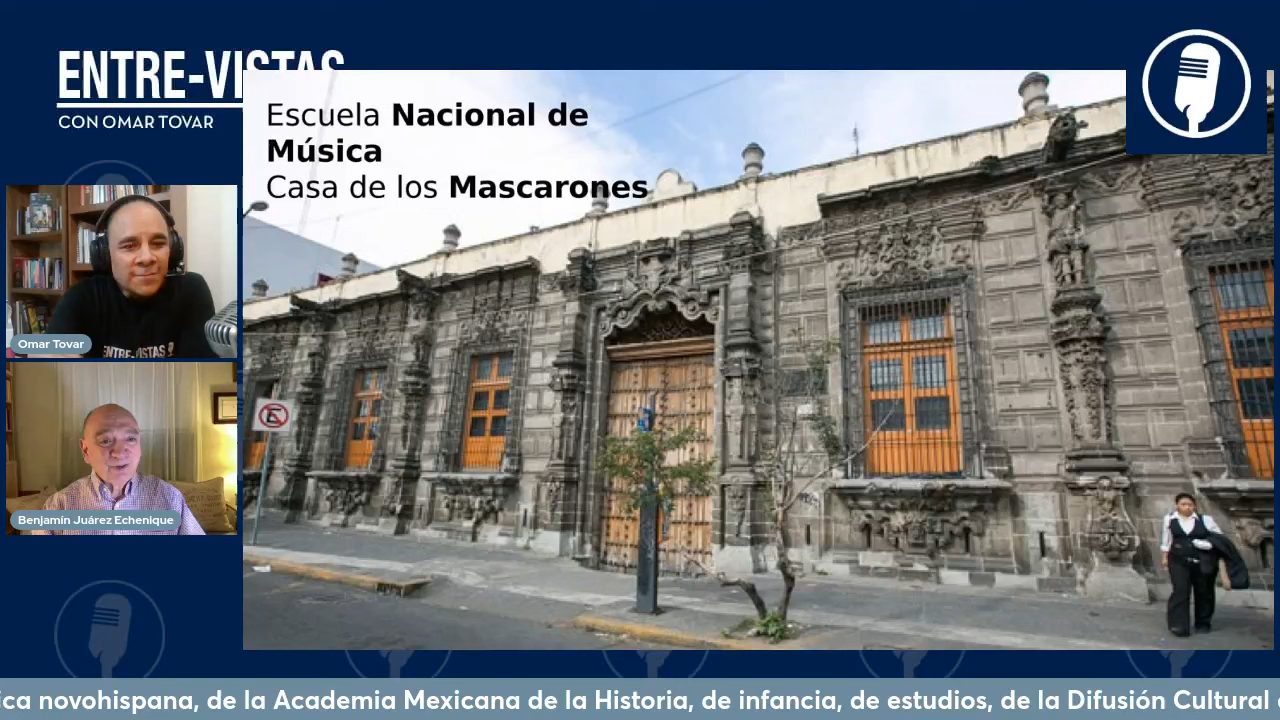 ENTRE-VISTAS
CON OMAR TOVAR
Escuela Nacional de
Música
Casa de los Mascarones
Omar Tovar
ENTRE-VISTAS
Benjamín Juárez Echenique
novohispana, de la Academia Mexicana de la Historia, de infancia, de estudios, de la Difusión Cultural